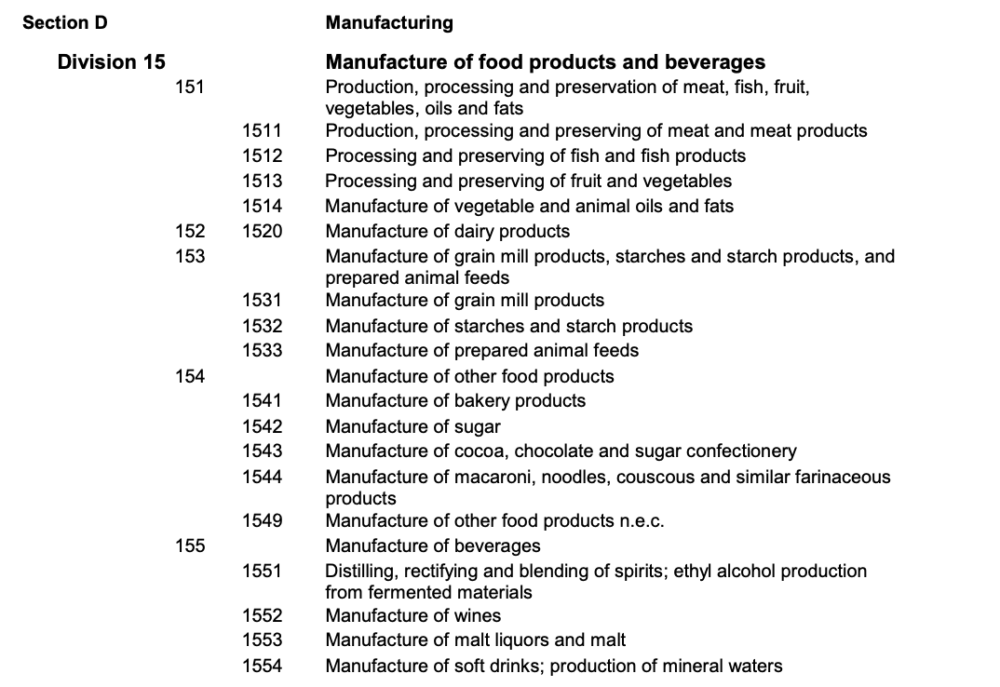 Section D Manufacturing
Division 15 Manufacture of food products and beverages
151 Production, processing and preservation of meat, fish, fruit,
vegetables, oils and fats
1511 Production, processing and preserving of meat and meat products
1512 Processing and preserving of fish and fish products
1513 Processing and preserving of fruit and vegetables
1514 Manufacture of vegetable and animal oils and fats
152 1520 Manufacture of dairy products
153 Manufacture of grain mill products, starches and starch products, and
prepared animal feeds
1531 Manufacture of grain mill products
1532 Manufacture of starches and starch products
1533 Manufacture of prepared animal feeds
154 Manufacture of other food products
1541 Manufacture of bakery products
1542 Manufacture of sugar
1543 Manufacture of cocoa, chocolate and sugar confectionery
1544 Manufacture of macaroni, noodles, couscous and similar farinaceous
products
1549 Manufacture of other food products n.e.c.
155 Manufacture of beverages
1551 Distilling, rectifying and blending of spirits; ethyl alcohol production
from fermented materials
1552 Manufacture of wines
1553 Manufacture of malt liquors and malt
1554 Manufacture of soft drinks; production of mineral waters